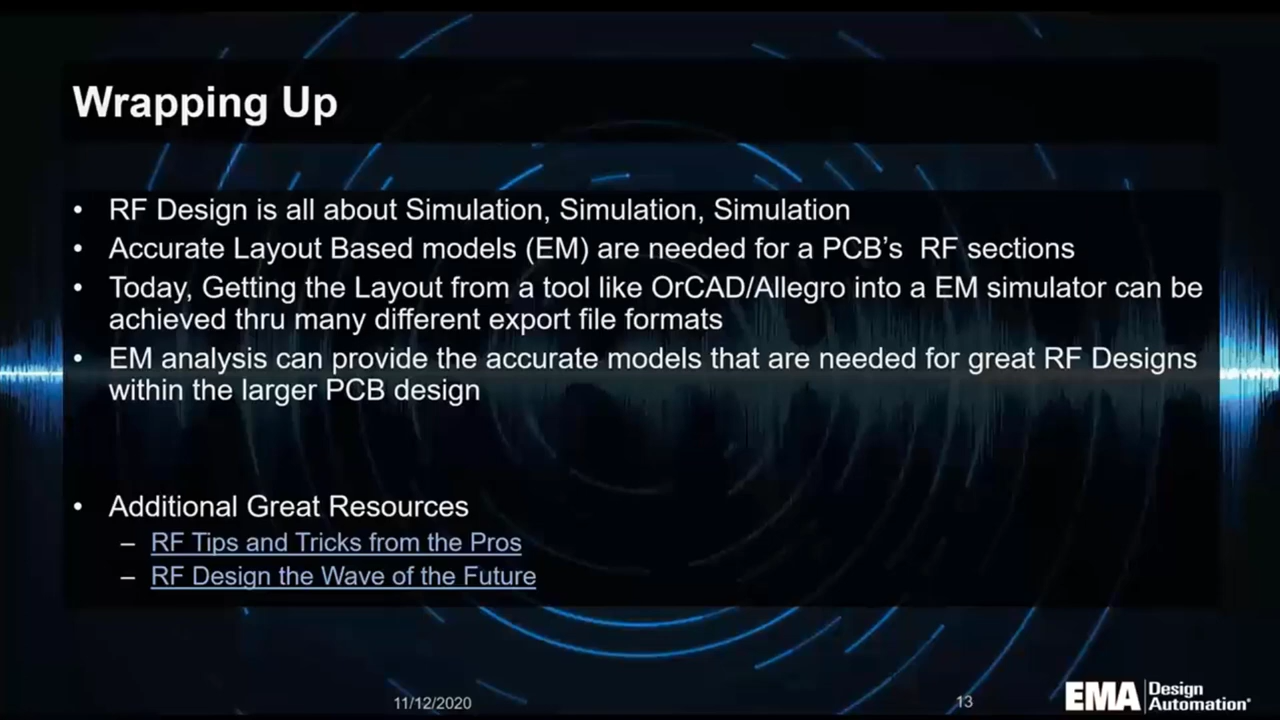 Wrapping Up
• RF Design is all about Simulation, Simulation, Simulation
• Accurate Layout Based models (EM) are needed for a PCB’s  RF sections
• Today, Getting the Layout from a tool like OrCAD/Allegro into a EM simulator can be
achieved thru many different export file formats
• EM analysis can provide the accurate models that are needed for great RF Designs
within the larger PCB design
• Additional Great Resources
– RF Tips and Tricks from the Pros
– RF Design the Wave of the Future
11/12/2020
13
EMA Design
Automation®